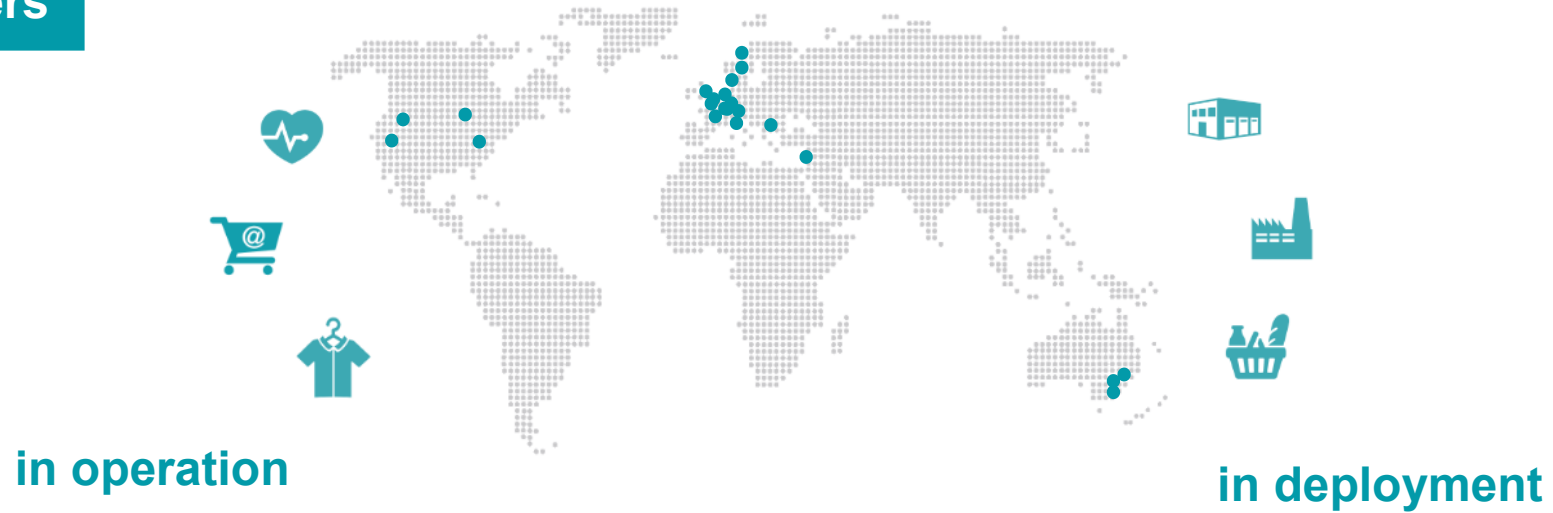 ers
@
in operation
in deployment